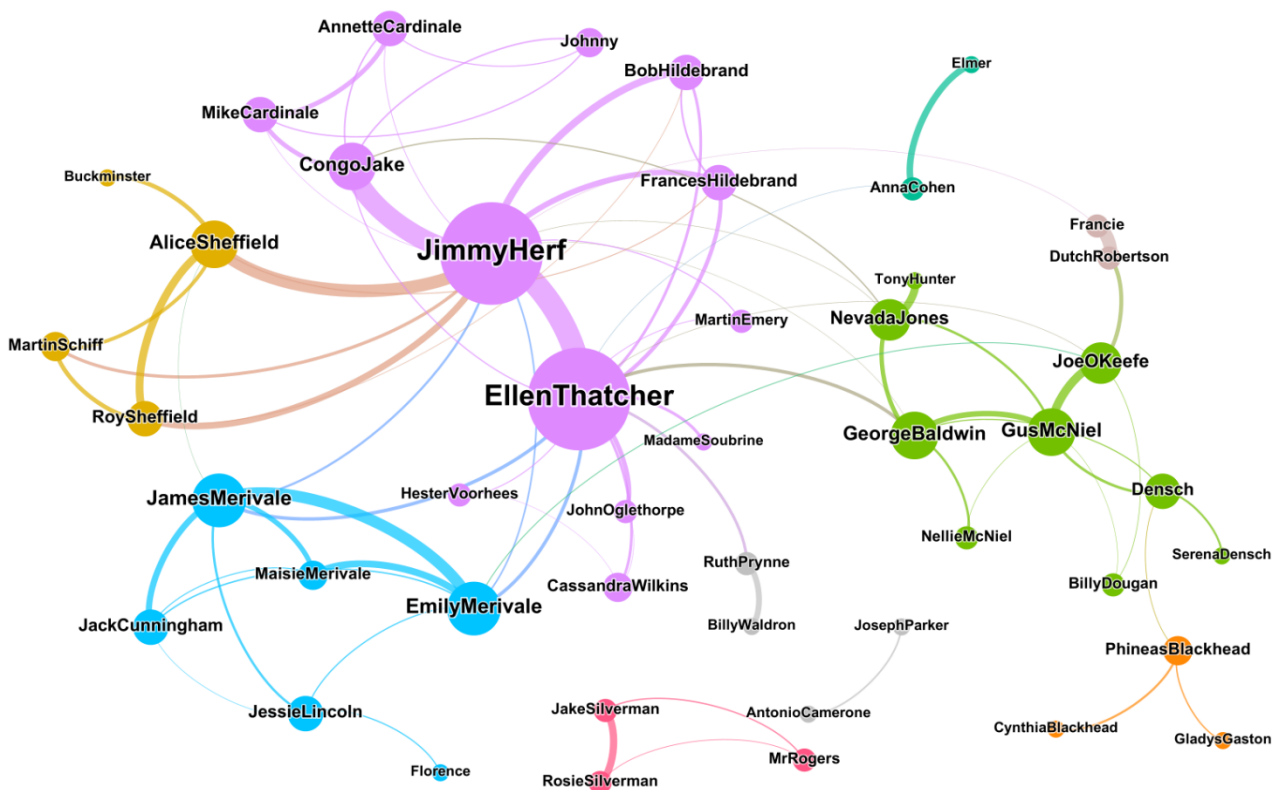 AnnetteCardinale
Johnny
BobHildebrand
Elmer
MikeCardinale
CongoJake
FrancesHildebrand
AnnaCohen
Buckminster
AliceSheffield
JimmyHerf
Francie
DutchRobertson
TonyHunter
NevadaJones
MartinEmery
MartinSchiff
JoeOKeefe
RoySheffield
EllenThatcher
GeorgeBaldwin
GusMcNiel
MadameSoubrine
JamesMerivale
HesterVoorhees
Densch
JohnOglethorpe
NellieMcNiel
SerenaDensch
RuthPrynne
MaisieMerivale
CassandraWilkins
BillyDougan
EmilyMerivale
JackCunningham
BillyWaldron
JosephParker
PhineasBlackhead
JessieLincoln
JakeSilverman
AntonioCamerone
CynthiaBlackhead
GladysGaston
MrRogers
Florence
RosieSilverman